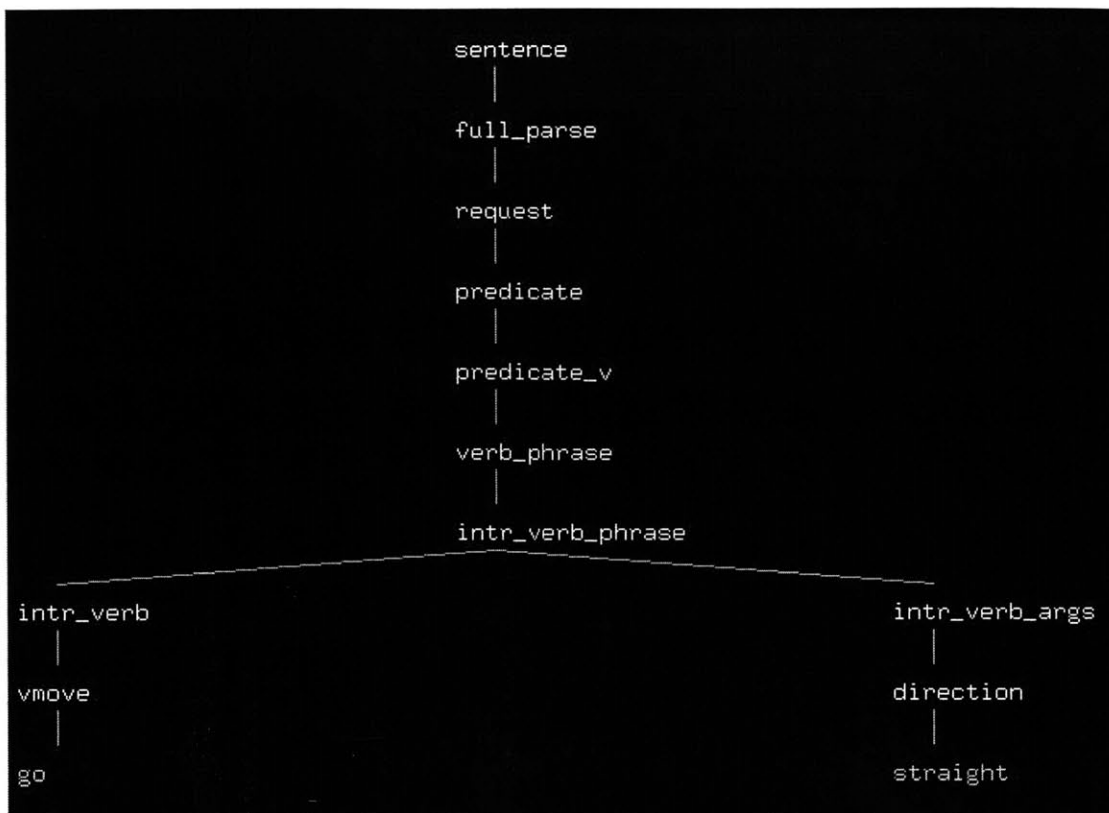 sentence
full_parse
request
predicate
predicate_v
verb_phrase
intr_verb_phrase
intr_verb intr_verb_args
vmove direction
go straight